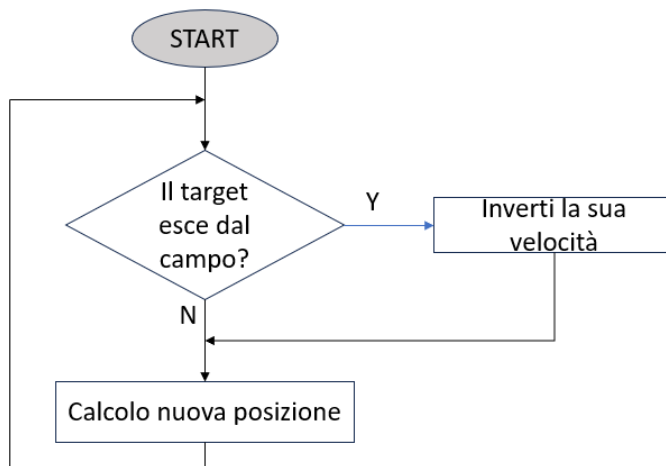 START
Il target
esce dal
campo?
Y
Inverti la sua
velocità
N
Calcolo nuova posizione